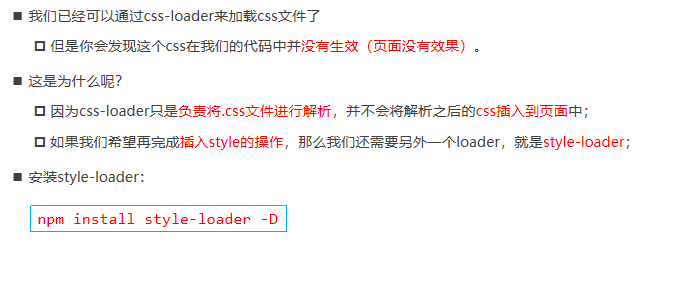 我们已经可以通过css-loader来加载css文件了
但是你会发现这个css在我们的代码中并没有生效（页面没有效果）。
这是为什么呢？
因为css-loader只是负责将.css文件进行解析，并不会将解析之后的css插入到页面中；
如果我们希望再完成插入style的操作，那么我们还需要另外一个loader，就是style-loader；
安装style-loader：
npm install style-loader -D